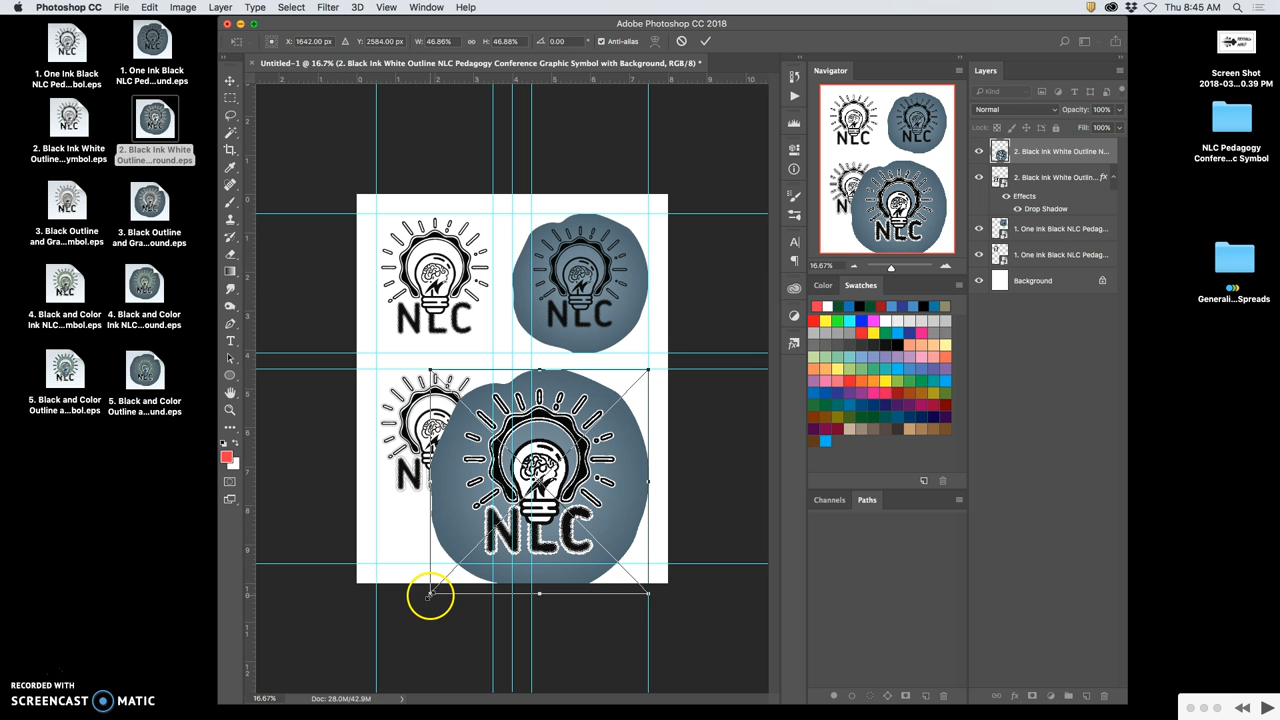 Photoshop CC File Edit Image Layer Type Select Filter 3D View Window Help Thu 8:45 AM
Adobe Photoshop CC 2018
X: 1642.00 px Y: 2584.00 px W: 46.86% H: 46.88% 0.00 ° Anti-alias
Untitled-1 @ 16.7% (2. Black Ink White Outline NLC Pedagogy Conference Graphic Symbol with Background, RGB/8) *
1. One Ink Black
NLC Ped...bol.eps
1. One Ink Black
NLC Ped...und.eps
2. Black Ink White
Outline...ymbol.eps
2. Black Ink White
Outline...round.eps
3. Black Outline
and Gra...mbol.eps
3. Black Outline
and Gra...ound.eps
4. Black and Color
Ink NLC...mbol.eps
4. Black and Color
Ink NLC...ound.eps
5. Black and Color
Outline a...bol.eps
5. Black and Color
Outline a...und.eps
RECORDED WITH
SCREENCAST MATIC
NLC
NLC
NLC
16.67% Doc: 28.0M/42.9M
Navigator
NLC
NLC
NLC
16.67%
Color Swatches
Channels Paths
Layers
Kind
Normal Opacity: 100%
Lock: Fill: 100%
2. Black Ink White Outline N...
2. Black Ink White Outlin... fx
Effects
Drop Shadow
1. One Ink Black NLC Pedag...
1. One Ink Black NLC Pedag...
Background
Screen Shot
2018-03...0.39 PM
NLC Pedagogy
Confere...c Symbol
Generali...Spreads